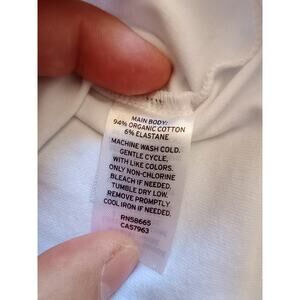 MAIN BODY:
94% ORGANIC COTTON
6% ELASTANE
MACHINE WASH COLD.
GENTLE CYCLE,
WITH LIKE COLORS.
ONLY NON-CHLORINE
BLEACH IF NEEDED.
TUMBLE DRY LOW.
REMOVE PROMPTLY.
COOL IRON IF NEEDED.
RN58665
CA57963